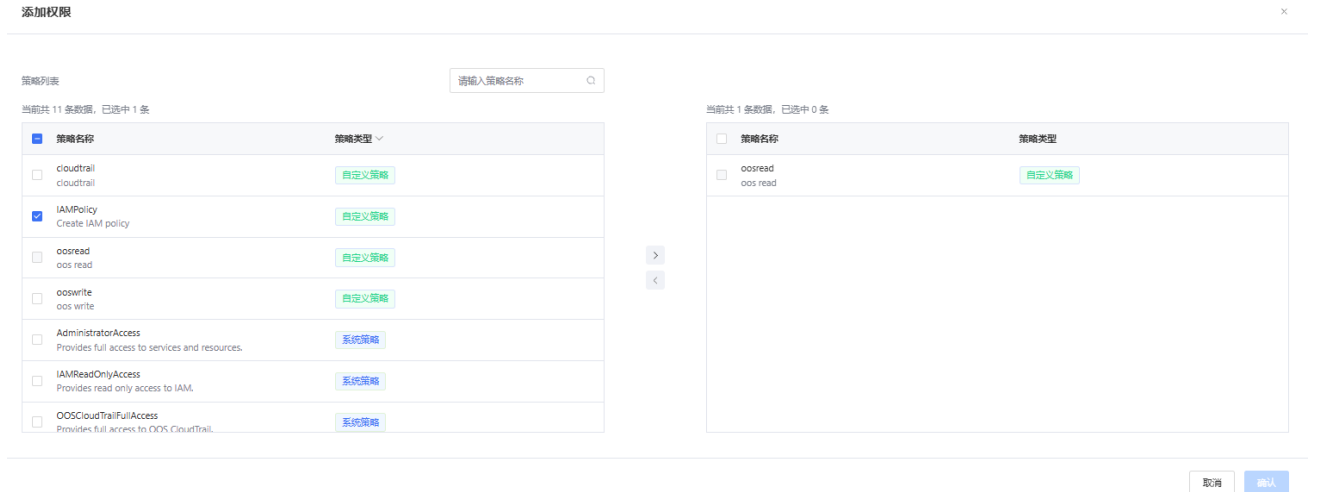 添加权限
策略列表
请输入策略名称
当前共 11 条数据，已选中 1 条
策略名称 策略类型
cloudtrail
cloudtrail
自定义策略
IAMPolicy
Create IAM policy
自定义策略
oosread
oos read
自定义策略
ooswrite
oos write
自定义策略
AdministratorAccess
Provides full access to services and resources.
系统策略
IAMReadOnlyAccess
Provides read only access to IAM.
系统策略
OOSCloudTrailFullAccess
Provides full access to OOS CloudTrail.
系统策略
当前共 1 条数据，已选中 0 条
策略名称 策略类型
oosread
oos read
自定义策略
取消 确认